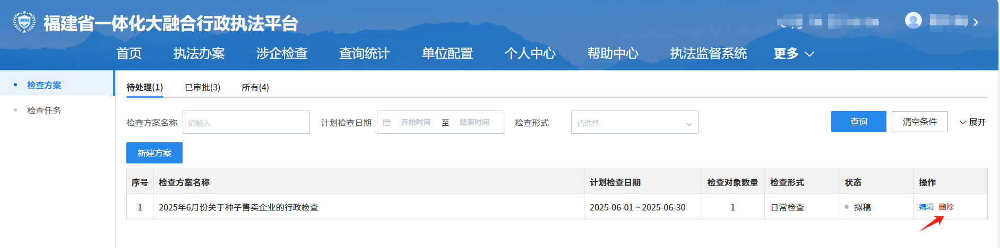 福建省一体化大融合行政执法平台
首页 执法办案 涉企检查 查询统计 单位配置 个人中心 帮助中心 执法监督系统 更多
检查方案
检查任务
待处理(1) 已审批(3) 所有(4)
检查方案名称 请输入 计划检查日期 开始时间 至 结束时间 检查形式 请选择 查询 清空条件 展开
新建方案
序号 检查方案名称 计划检查日期 检查对象数量 检查形式 状态 操作
1 2025年6月份关于种子售卖企业的行政检查 2025-06-01 ~ 2025-06-30 1 日常检查 拟稿 编辑 删除